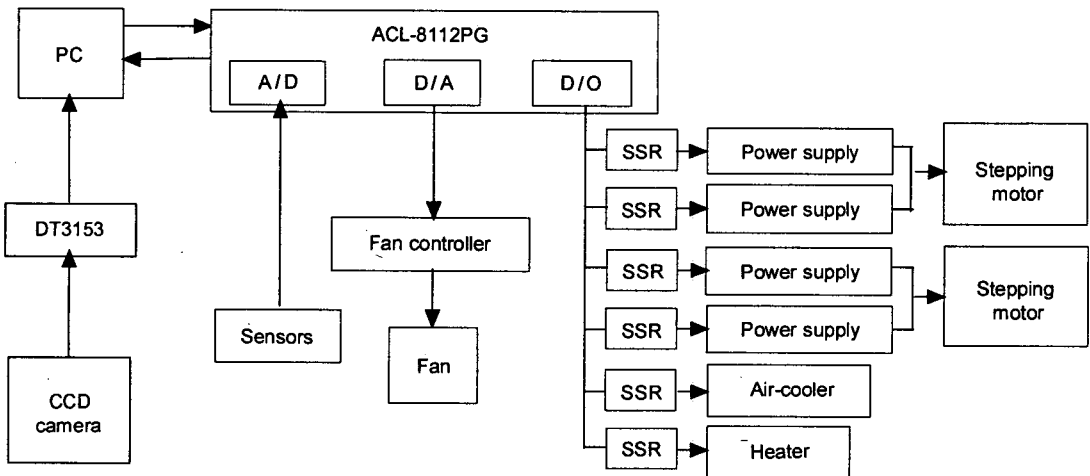 PC
ACL-8112PG
A/D
D/A
D/O
SSR
Power supply
Stepping
motor
SSR
Power supply
DT3153
Fan controller
SSR
Power supply
Stepping
motor
SSR
Power supply
Sensors
Fan
CCD
camera
SSR
Air-cooler
SSR
Heater